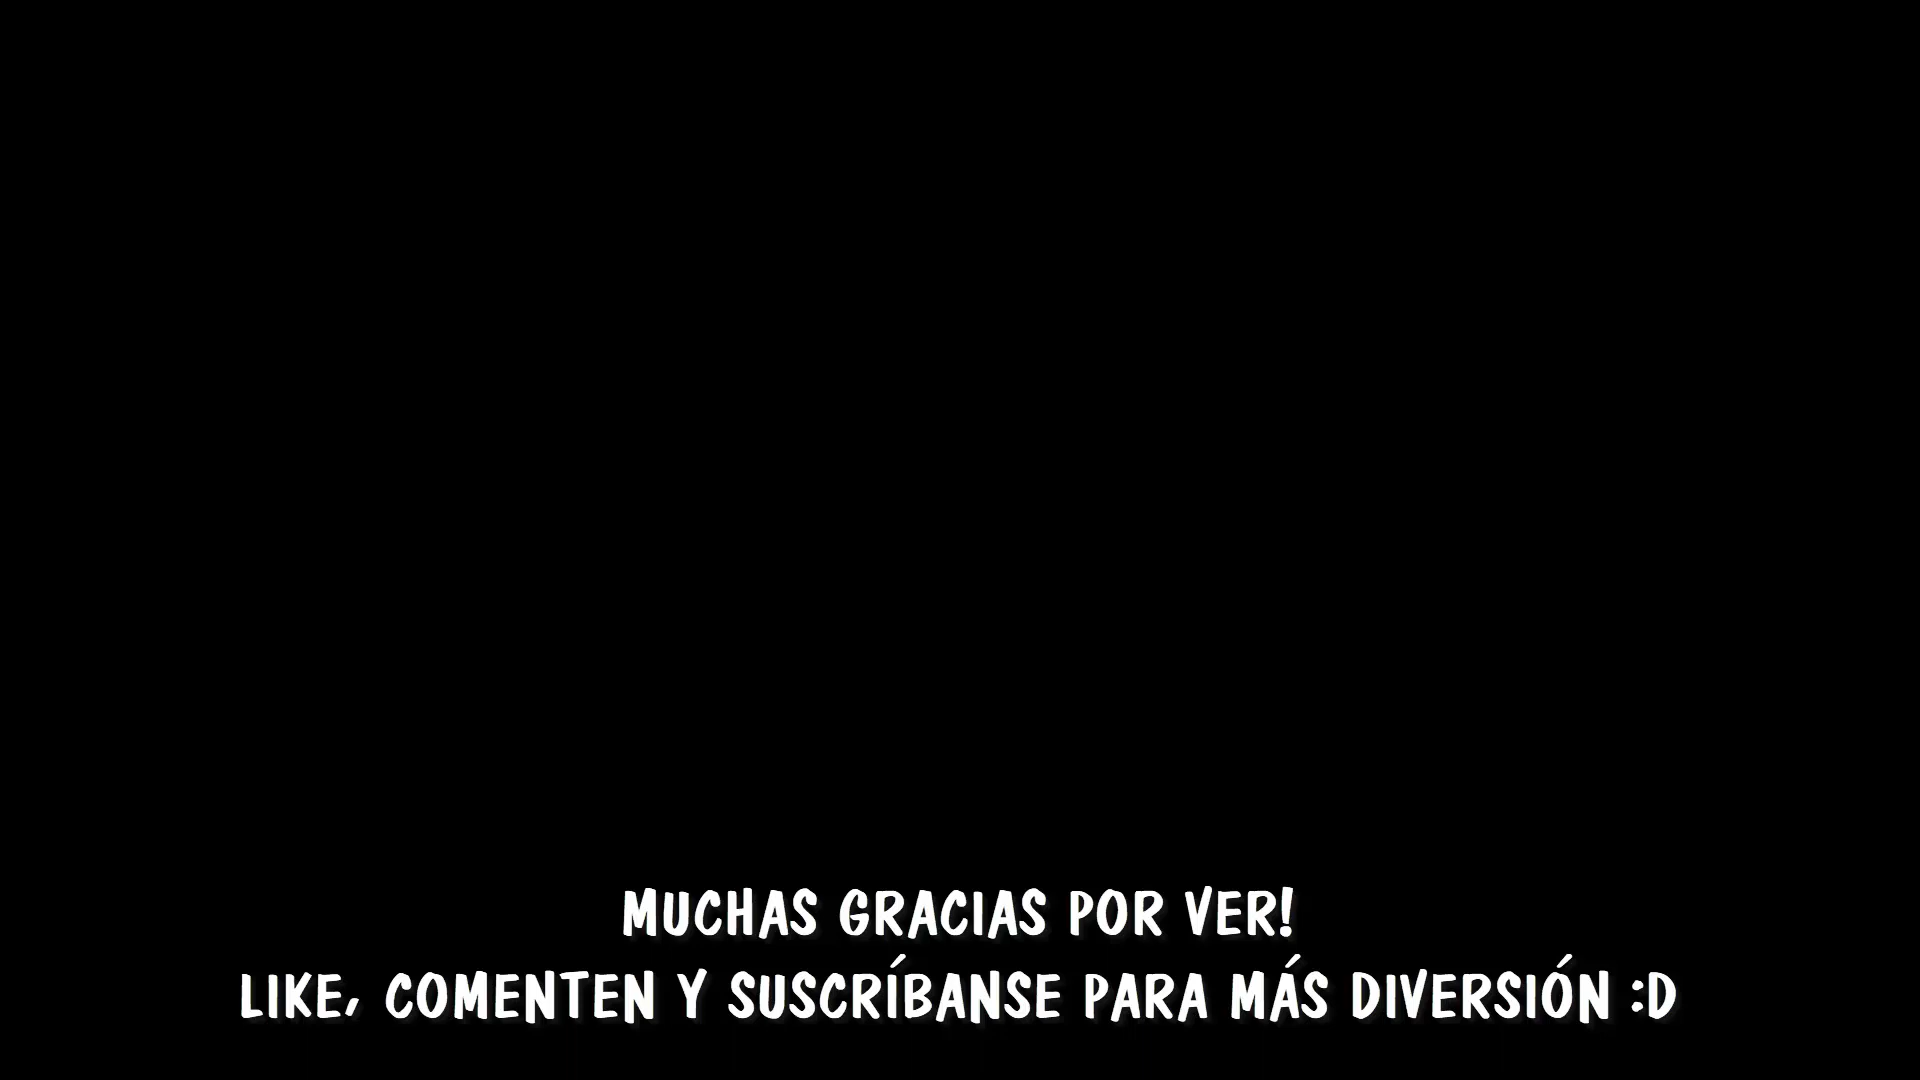 MUCHAS GRACIAS POR VER!
LIKE, COMENTEN Y SUSCRÍBANSE PARA MÁS DIVERSIÓN :D